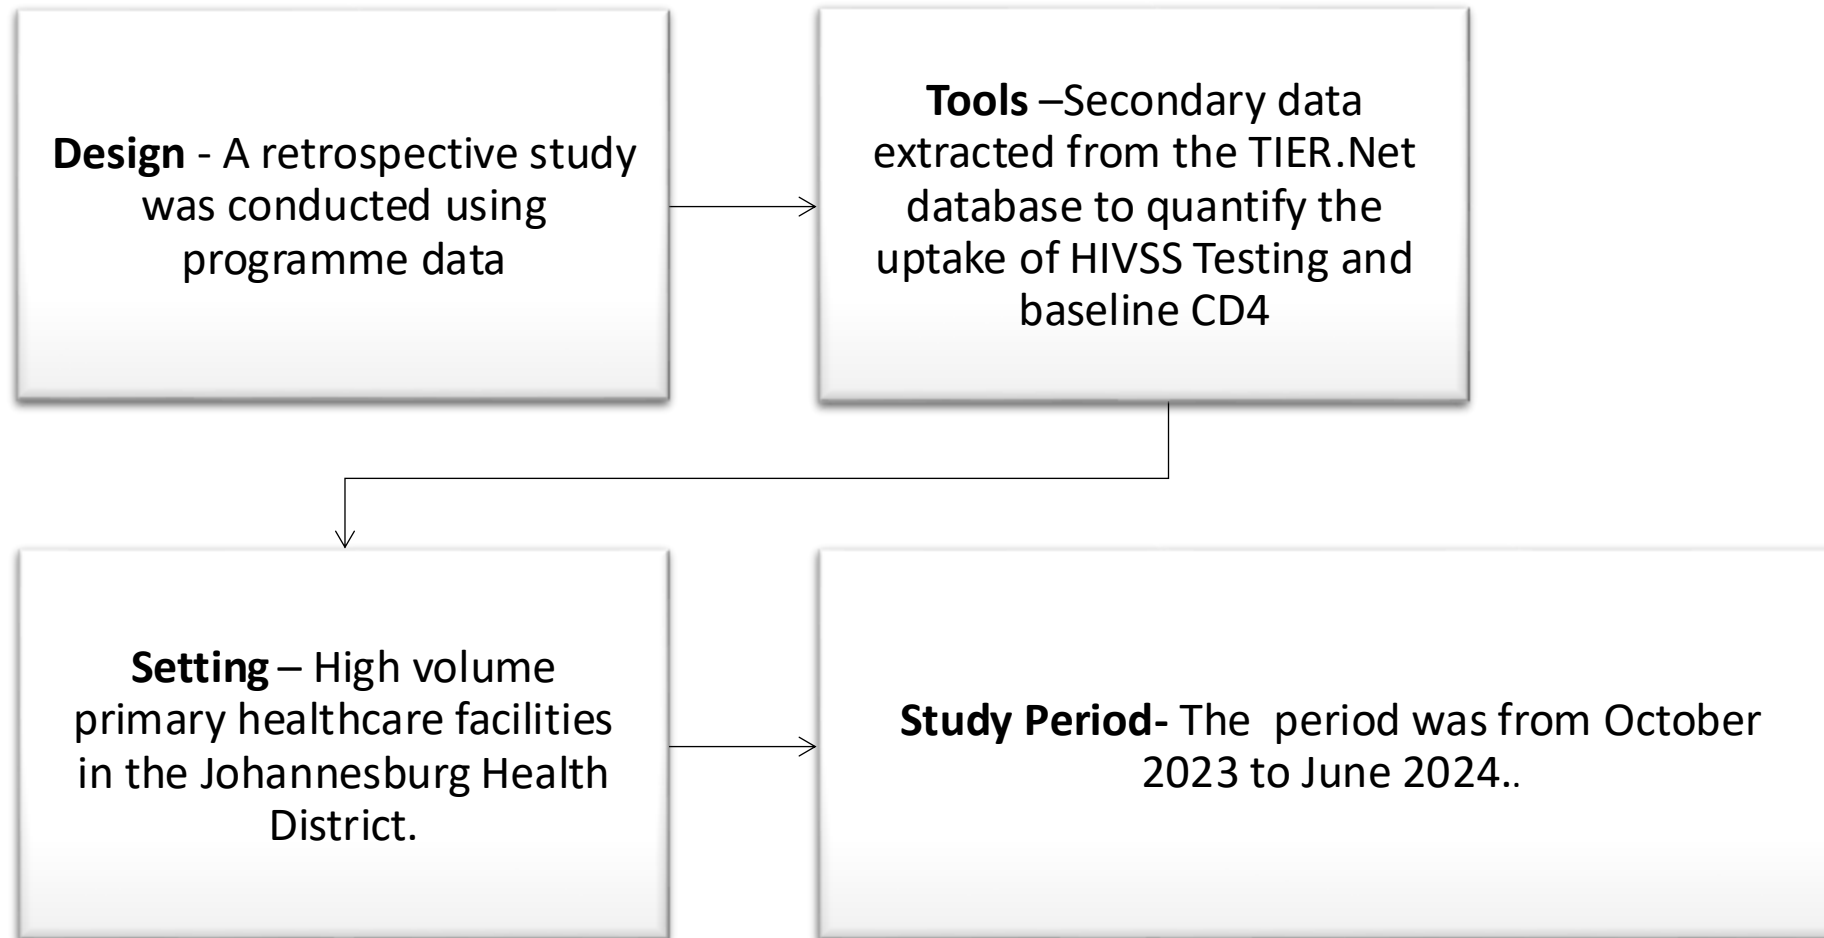 Design - A retrospective study
was conducted using
programme data
Tools –Secondary data
extracted from the TIER.Net
database to quantify the
uptake of HIVSS Testing and
baseline CD4
Setting – High volume
primary healthcare facilities
in the Johannesburg Health
District.
Study Period- The  period was from October
2023 to June 2024..